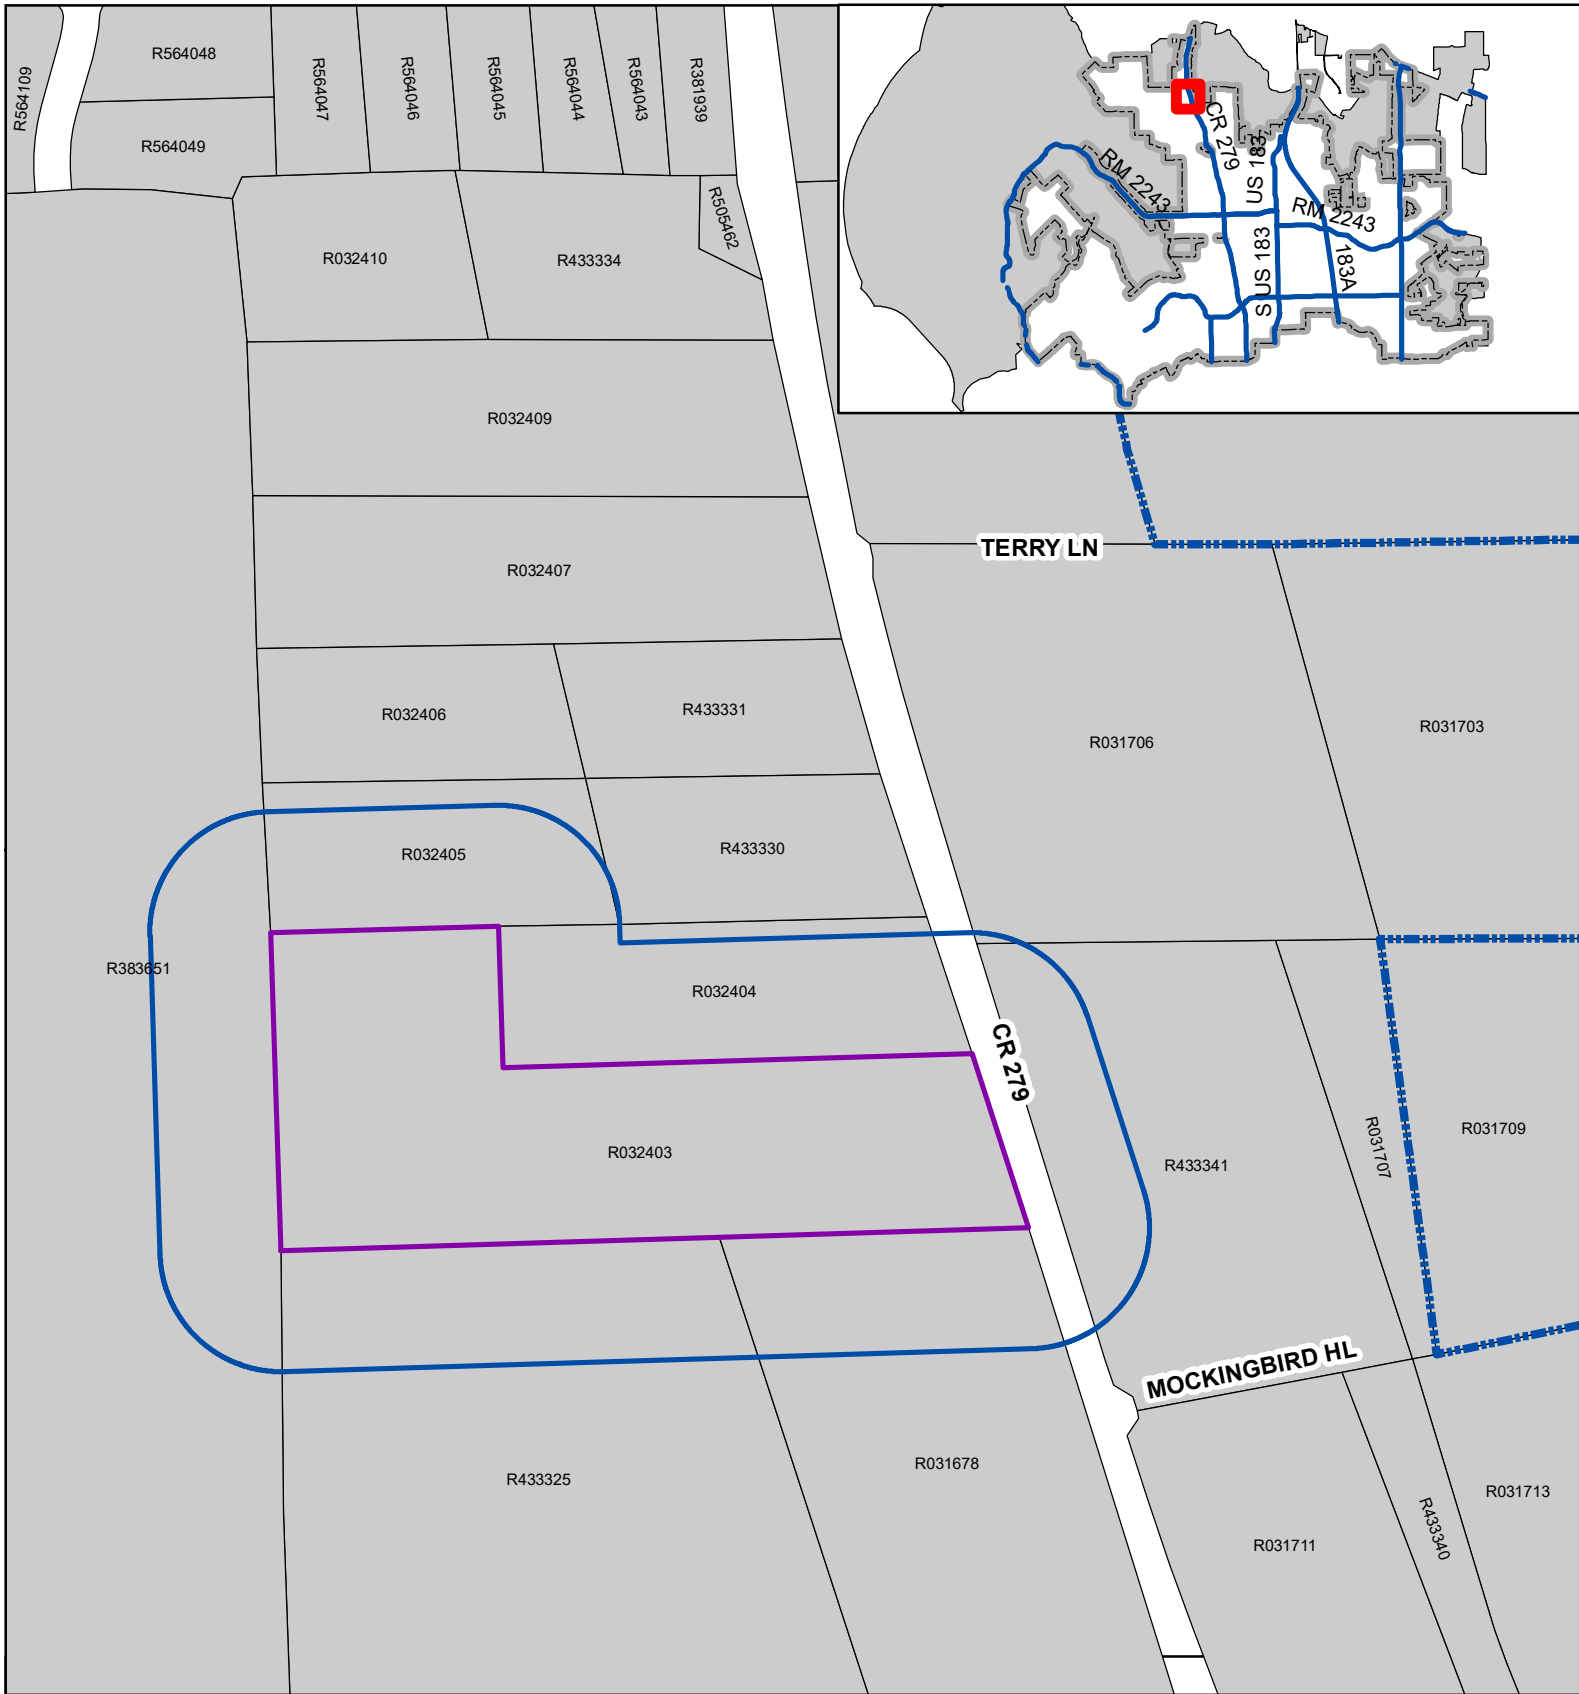 R564109
R564048
R564049
R564047
R564046
R564045
R564044
R564043
R381939
CR 279
RM 2243
US 183
RM 2243
S US 183
183A
R505462
R032410
R433334
R032409
TERRY LN
R032407
R032406
R433331
R031706
R031703
R032405
R433330
R383651
R032404
CR 279
R032403
R433341
R031707
R031709
MOCKINGBIRD HL
R433325
R031678
R031711
R433340
R031713